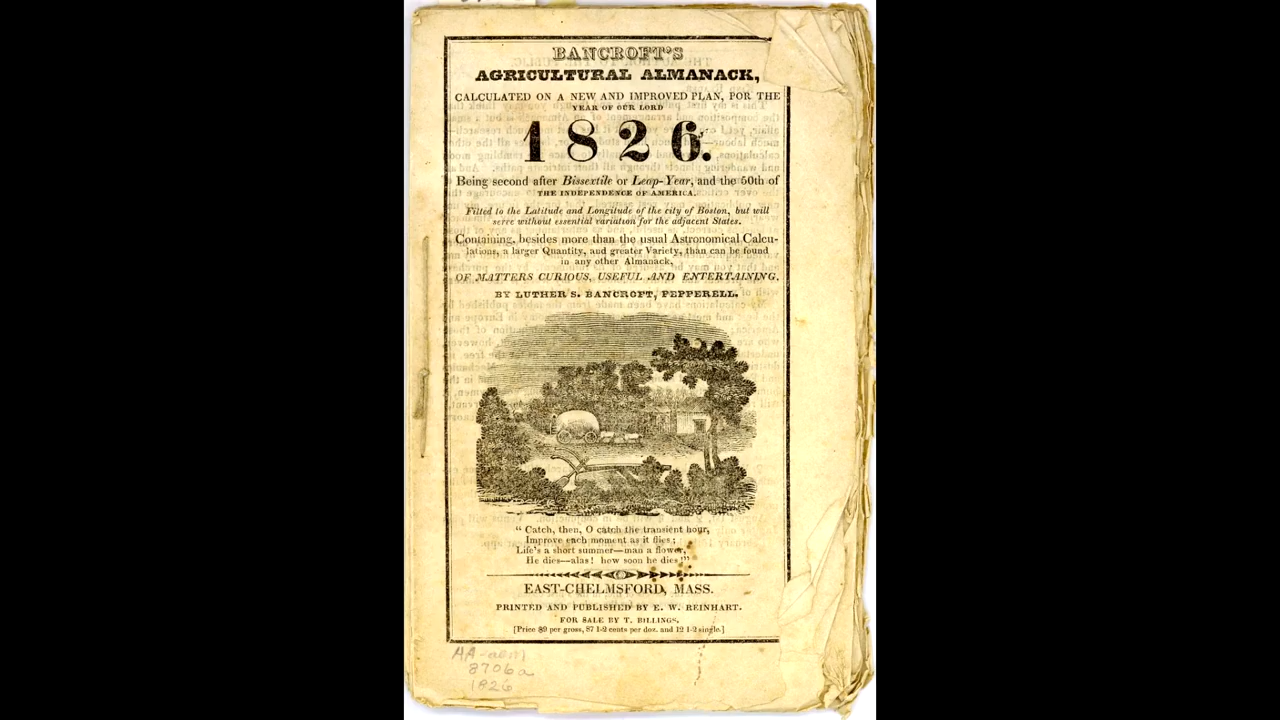 BANCROFT'S
AGRICULTURAL ALMANACK,
CALCULATED ON A NEW AND IMPROVED PLAN, FOR THE
YEAR OF OUR LORD
1826.
Being second after Bissextile or Leap-Year, and the 50th of
THE INDEPENDENCE OF AMERICA.
Fitted to the Latitude and Longitude of the city of Boston, but will
serve without essential variation for the adjacent States.
Containing, besides more than the usual Astronomical Calcu-
lations, a larger Quantity, and greater Variety, than can be found
in any other Almanack,
OF MATTERS CURIOUS, USEFUL AND ENTERTAINING.
BY LUTHER S. BANCROFT, PEPPERELL.
“ Catch, then, O catch the transient hour,
Improve each moment as it flies ;
Life's a short summer—man a flower,
He dies—alas! how soon he dies!”
EAST-CHELMSFORD, MASS.
PRINTED AND PUBLISHED BY E. W. REINHART.
FOR SALE BY T. BILLINGS.
[Price $9 per gross, 87 1-2 cents per doz. and 12 1-2 single.]
8706a
1826